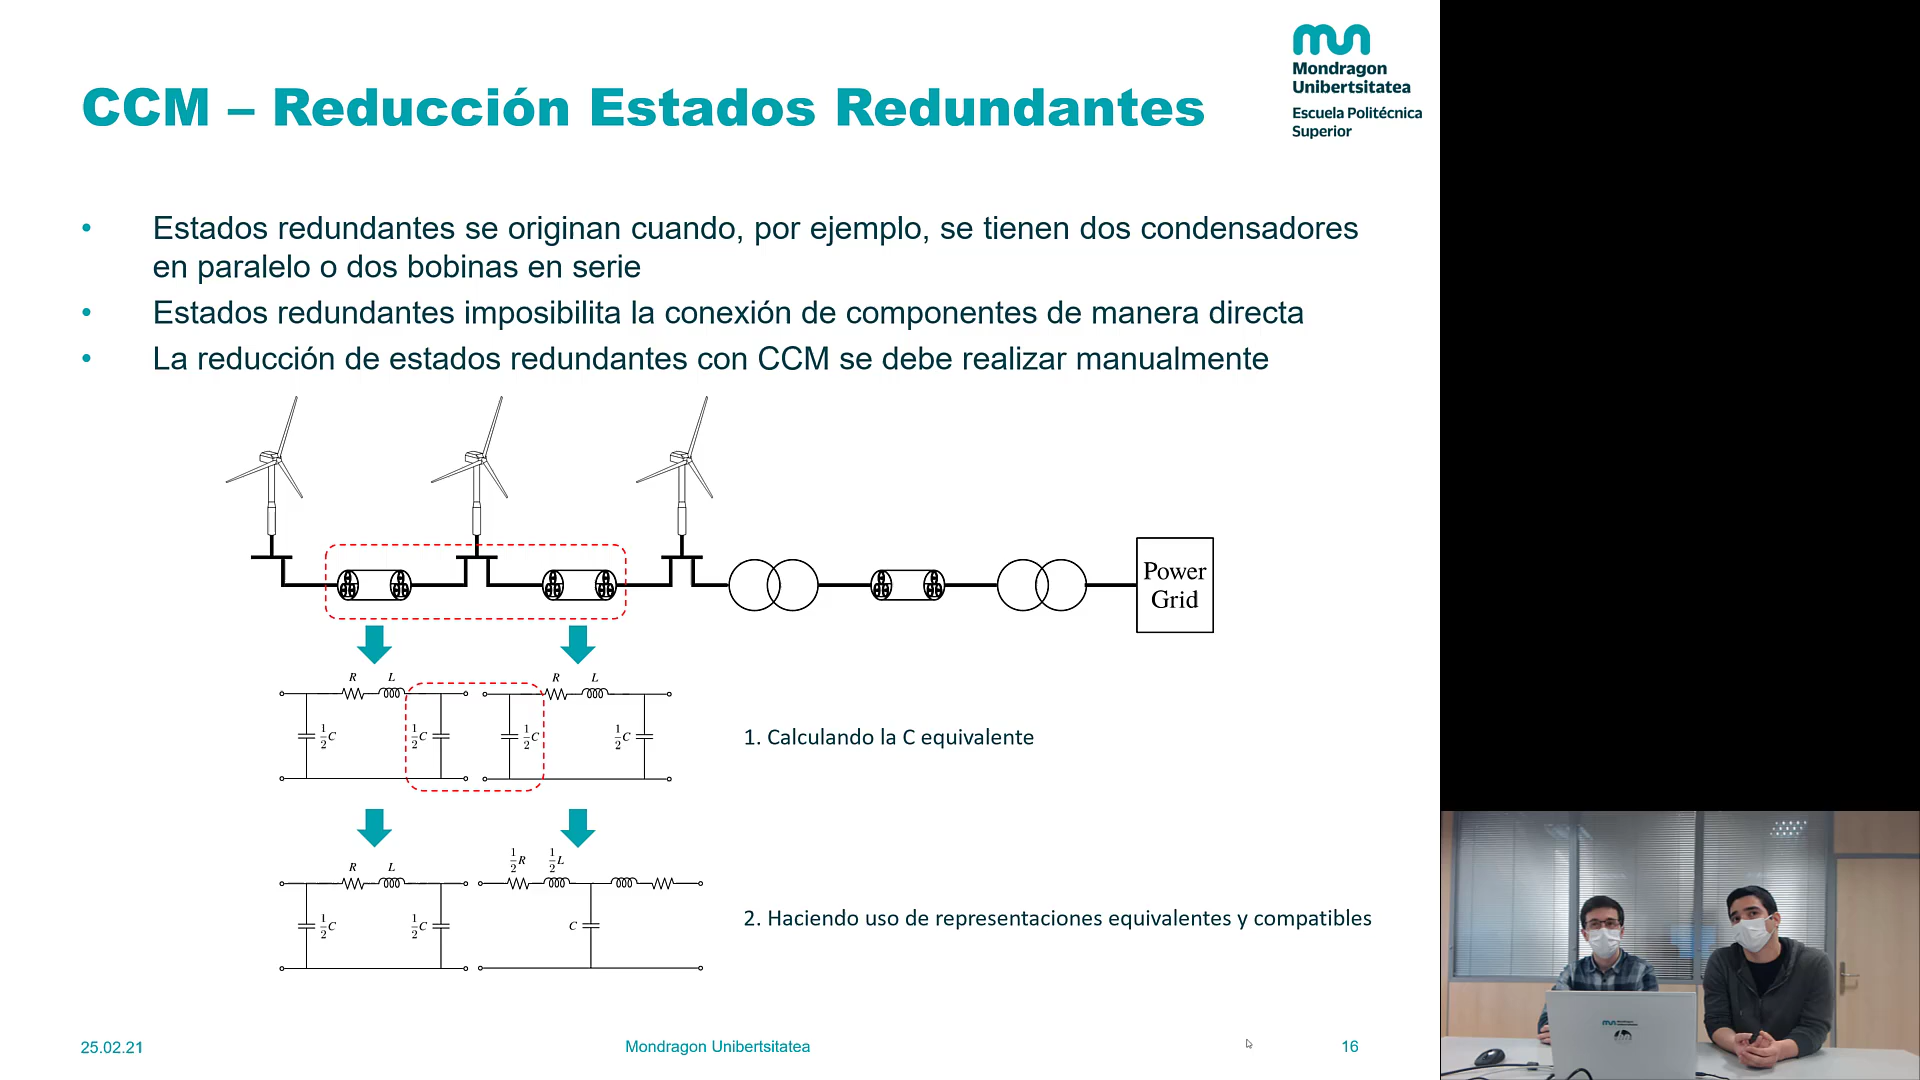 CCM – Reducción Estados Redundantes
Mondragon
Unibertsitatea
Escuela Politécnica
Superior
• Estados redundantes se originan cuando, por ejemplo, se tienen dos condensadores
en paralelo o dos bobinas en serie
• Estados redundantes imposibilita la conexión de componentes de manera directa
• La reducción de estados redundantes con CCM se debe realizar manualmente
Power
Grid
R L R L
1/2 C 1/2 C 1/2 C 1/2 C
1. Calculando la C equivalente
R L 1/2 R 1/2 L
1/2 C 1/2 C C
2. Haciendo uso de representaciones equivalentes y compatibles
25.02.21 Mondragon Unibertsitatea 16